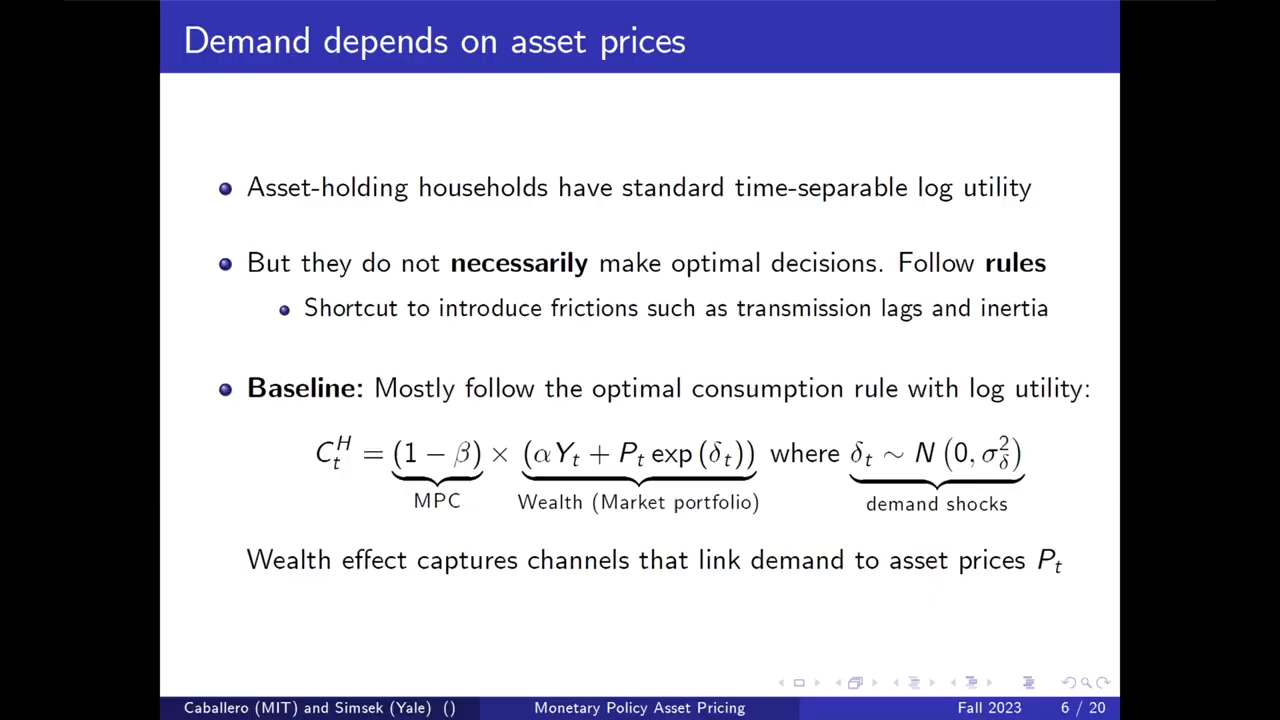 Demand depends on asset prices
Asset-holding households have standard time-separable log utility
But they do not necessarily make optimal decisions. Follow rules
Shortcut to introduce frictions such as transmission lags and inertia
Baseline: Mostly follow the optimal consumption rule with log utility:
C_t^H = (1 − β) × (αY_t + P_t exp (δ_t)) where δ_t ∼ N (0, σ_δ^2)
MPC Wealth (Market portfolio) demand shocks
Wealth effect captures channels that link demand to asset prices P_t
Caballero (MIT) and Simsek (Yale) () Monetary Policy Asset Pricing Fall 2023 6 / 20